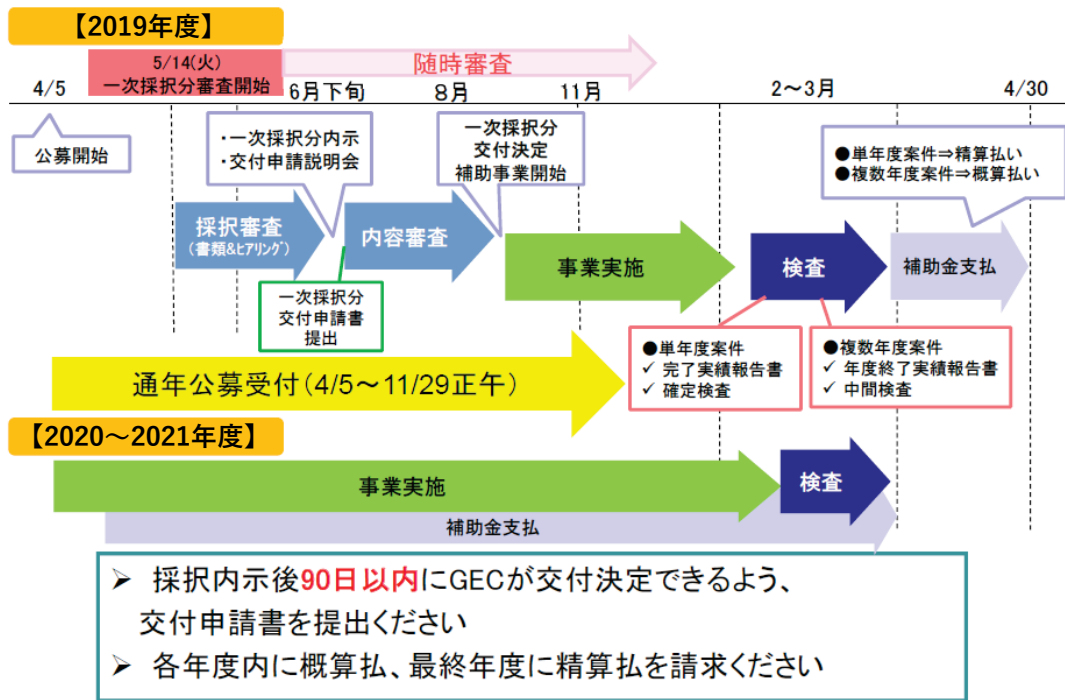 【2019年度】
5/14(火)
一次採択分審査開始
随時審査
4/5
6月下旬
8月
11月
2～3月
4/30
公募開始
・一次採択分内示
・交付申請説明会
一次採択分
交付決定
補助事業開始
●単年度案件⇒精算払い
●複数年度案件⇒概算払い
採択審査
(書類&ﾋｱﾘﾝｸﾞ)
内容審査
事業実施
検査
補助金支払
一次採択分
交付申請書
提出
●単年度案件
✓ 完了実績報告書
✓ 確定検査
●複数年度案件
✓ 年度終了実績報告書
✓ 中間検査
通年公募受付(4/5～11/29正午)
【2020～2021年度】
事業実施
検査
補助金支払
➢ 採択内示後90日以内にGECが交付決定できるよう、
交付申請書を提出ください
➢ 各年度内に概算払、最終年度に精算払を請求ください